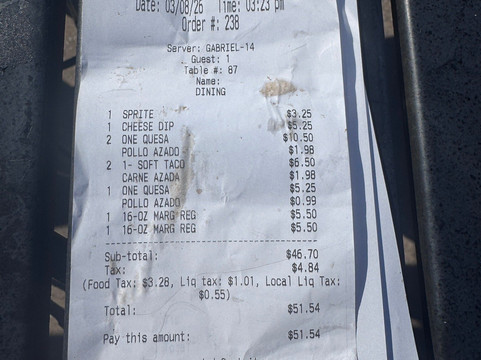 Date: 03/08/26 Time: 03:23 pm
Order #: 238
Server: GABRIEL-14
Guest: 1
Table #: 87
Name:
DINING
1 SPRITE $3.25
1 CHEESE DIP $5.25
2 ONE QUESA $10.50
POLLO AZADO $1.98
2 1- SOFT TACO $6.50
CARNE AZADA $1.98
1 ONE QUESA $5.25
POLLO AZADO $0.99
1 16-OZ MARG REG $5.50
1 16-OZ MARG REG $5.50
Sub-total: $46.70
Tax: $4.84
(Food Tax: $3.28, Liq tax: $1.01, Local Liq Tax:
$0.55)
Total: $51.54
Pay this amount: $51.54